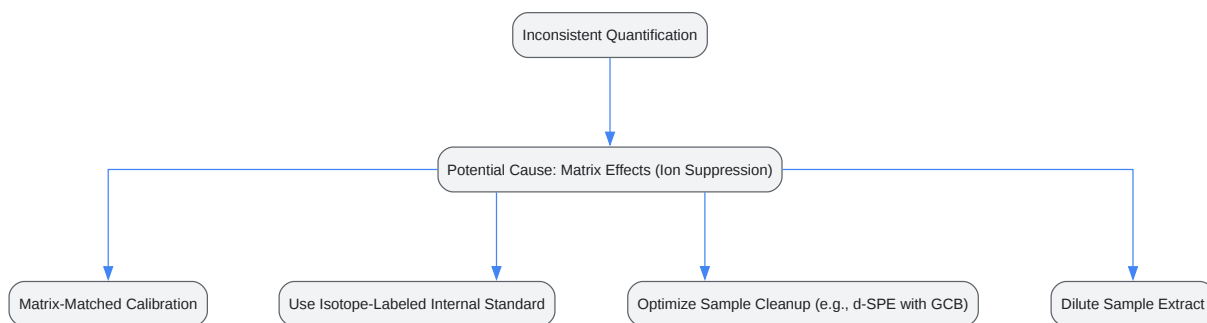 Inconsistent Quantification
Potential Cause: Matrix Effects (Ion Suppression)
Matrix-Matched Calibration
Use Isotope-Labeled Internal Standard
Optimize Sample Cleanup (e.g., d-SPE with GCB)
Dilute Sample Extract